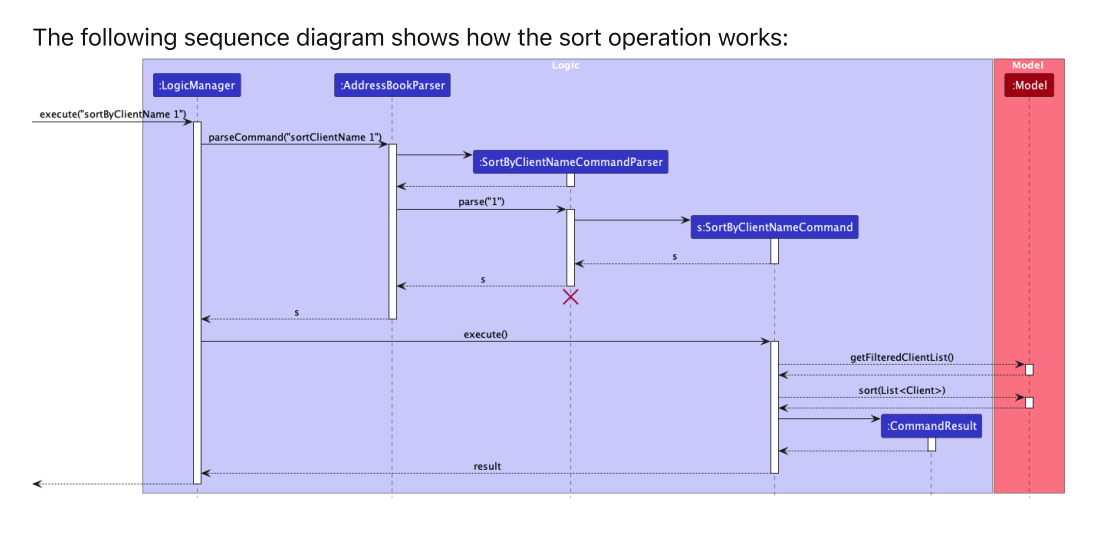 The following sequence diagram shows how the sort operation works:
Logic
Model
:LogicManager
:AddressBookParser
:Model
execute("sortByClientName 1")
parseCommand("sortClientName 1")
:SortByClientNameCommandParser
parse("1")
s:SortByClientNameCommand
s
s
s
execute()
getFilteredClientList()
sort(List<Client>)
:CommandResult
result